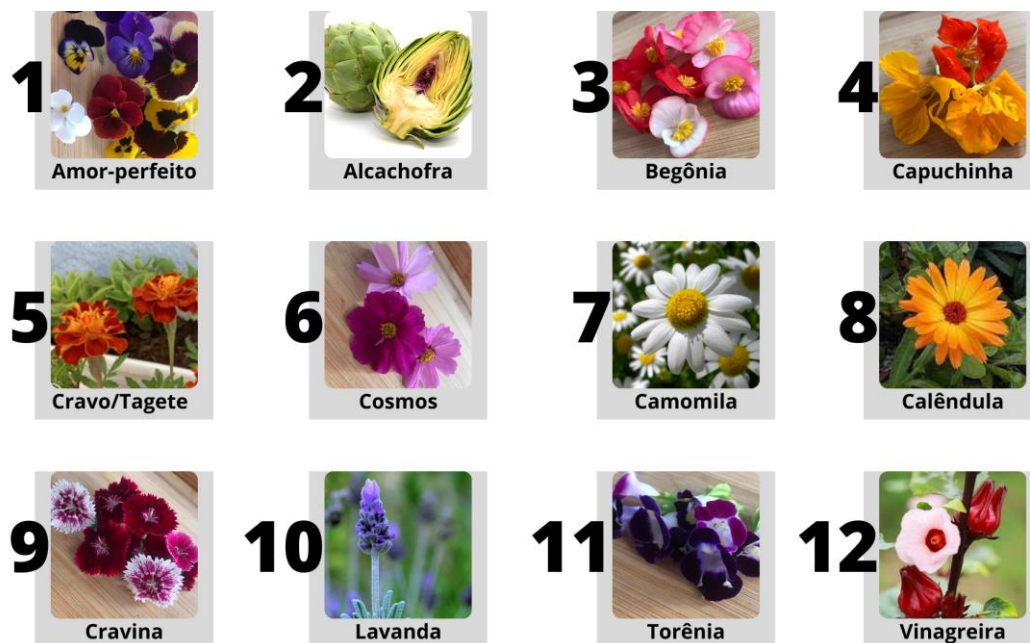 1
Amor-perfeito
2
Alcachofra
3
Begônia
4
Capuchinha
5
Cravo/Tagete
6
Cosmos
7
Camomila
8
Calêndula
9
Cravina
10
Lavanda
11
Torênia
12
Vinagreira